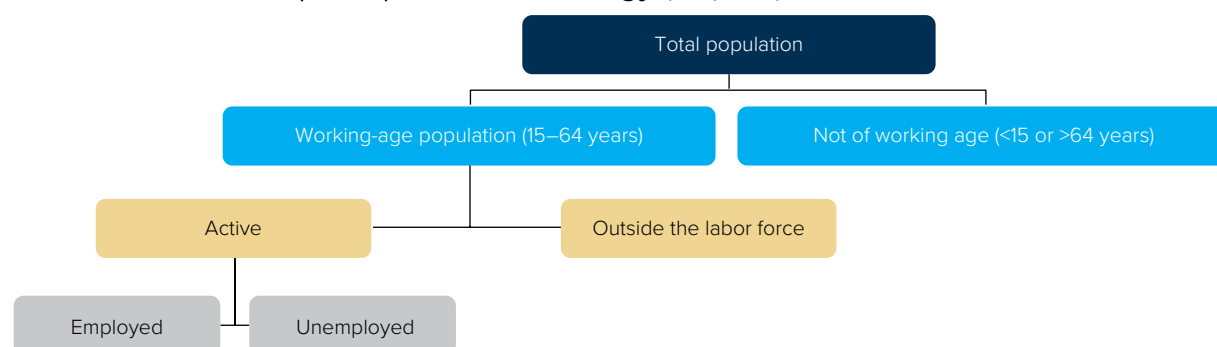 Total population
Working-age population (15–64 years)
Not of working age (<15 or >64 years)
Active
Outside the labor force
Employed
Unemployed